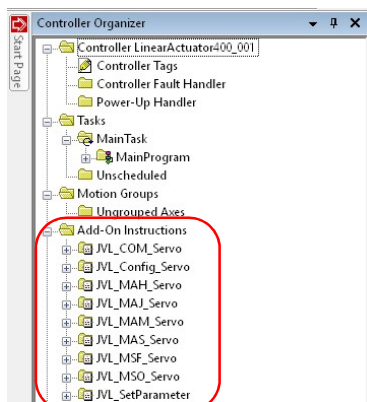 Controller Organizer
Start Page
Controller LinearActuator400_001
Controller Tags
Controller Fault Handler
Power-Up Handler
Tasks
MainTask
MainProgram
Unscheduled
Motion Groups
Ungrouped Axes
Add-On Instructions
JVL_COM_Servo
JVL_Config_Servo
JVL_MAH_Servo
JVL_MAJ_Servo
JVL_MAM_Servo
JVL_MAS_Servo
JVL_MSF_Servo
JVL_MSO_Servo
JVL_SetParameter